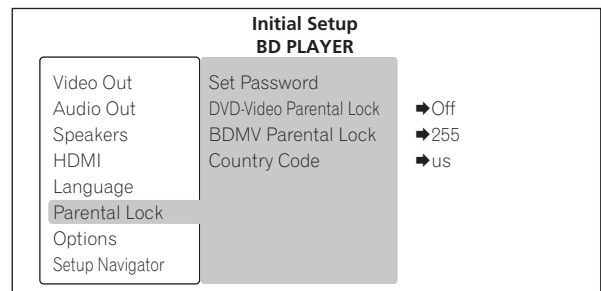 Initial Setup
BD PLAYER
Video Out
Audio Out
Speakers
HDMI
Language
Parental Lock
Options
Setup Navigator
Set Password
DVD-Video Parental Lock ➡Off
BDMV Parental Lock ➡255
Country Code ➡us